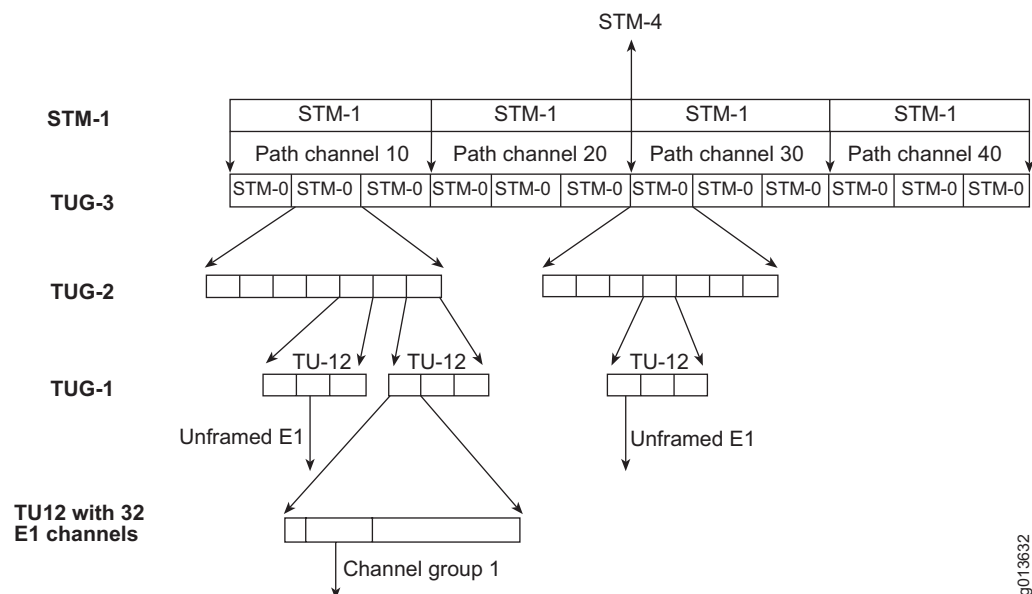 STM-4
STM-1
STM-1 STM-1 STM-1 STM-1
Path channel 10 Path channel 20 Path channel 30 Path channel 40
TUG-3
STM-0 STM-0 STM-0 STM-0 STM-0 STM-0 STM-0 STM-0 STM-0 STM-0 STM-0 STM-0
TUG-2
TU-12 TU-12 TU-12
TUG-1
Unframed E1 Unframed E1
TU12 with 32
E1 channels
Channel group 1
g013632